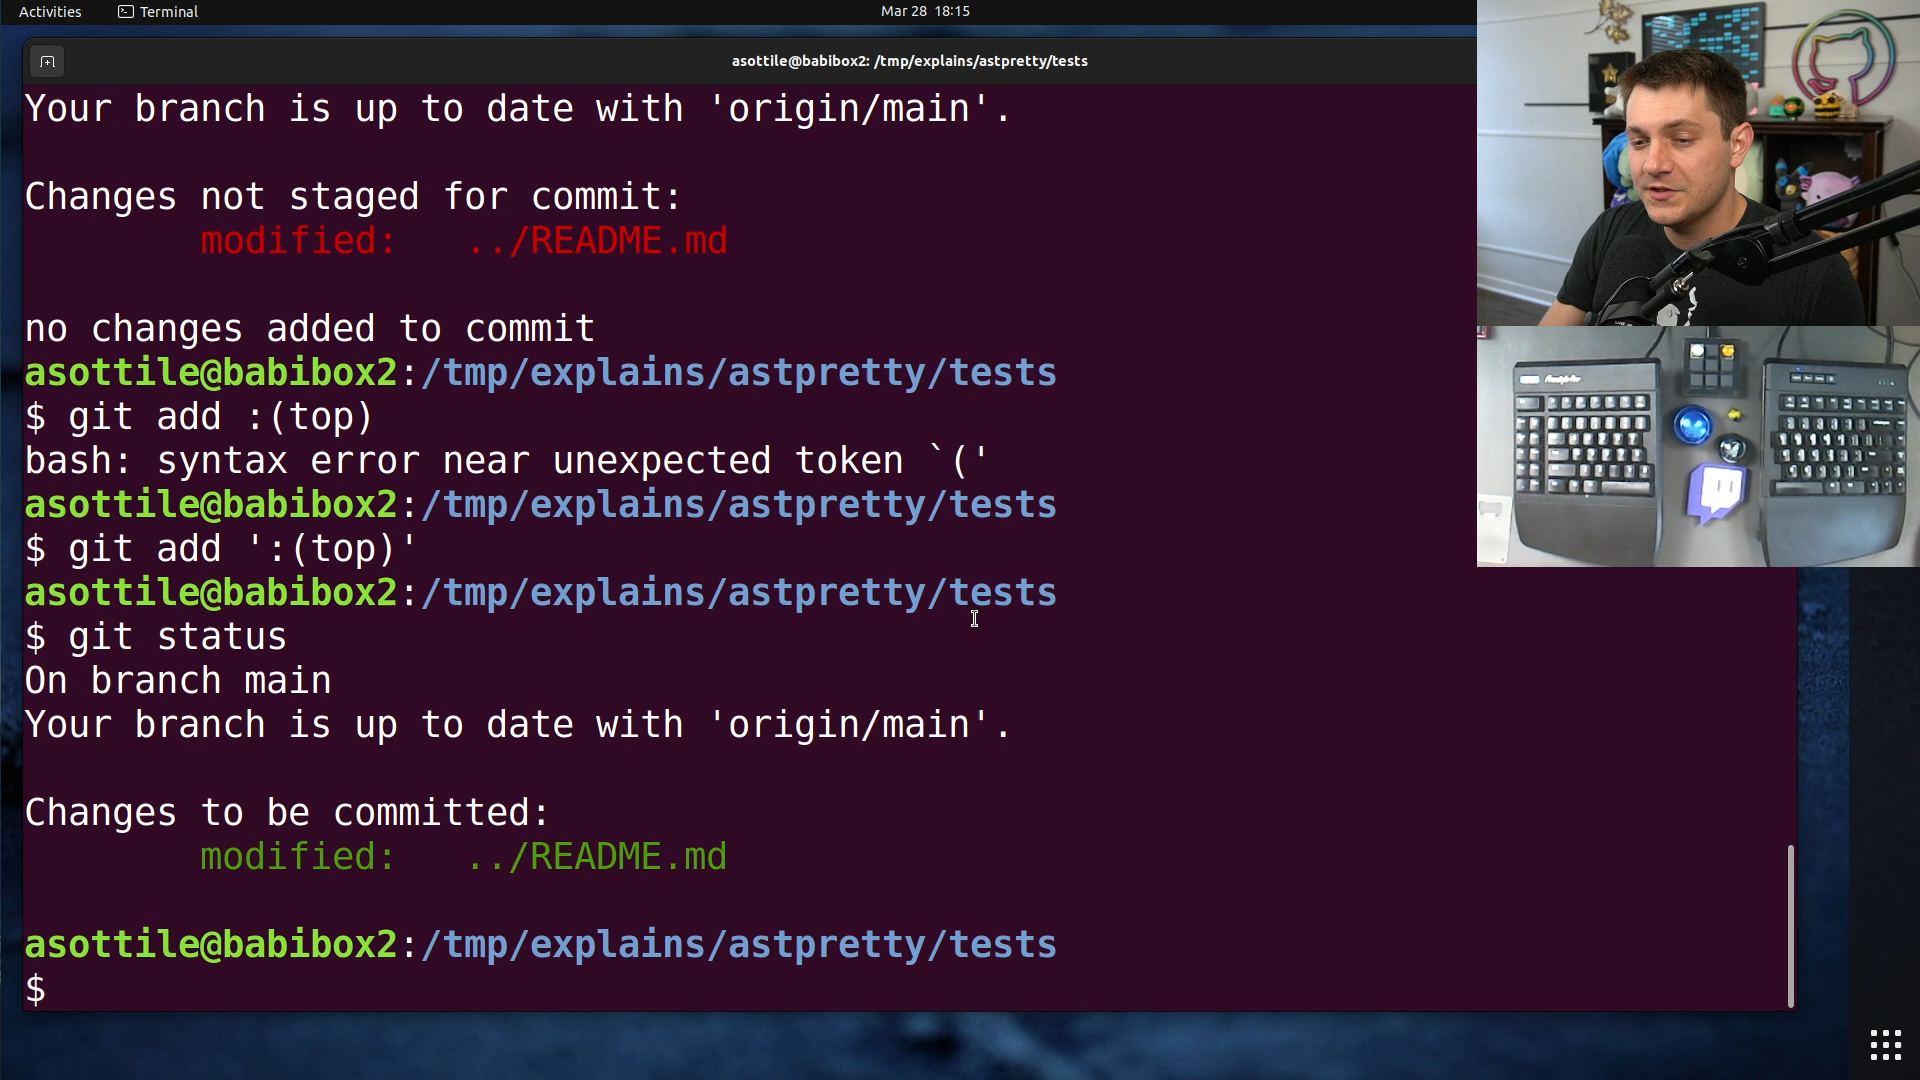 Activities
Terminal
Mar 28 18:15
asottile@babibox2: /tmp/explains/astpretty/tests
Your branch is up to date with 'origin/main'.
Changes not staged for commit:
modified: ../README.md
no changes added to commit
asottile@babibox2:/tmp/explains/astpretty/tests
$ git add :(top)
bash: syntax error near unexpected token `('
asottile@babibox2:/tmp/explains/astpretty/tests
$ git add ':(top)'
asottile@babibox2:/tmp/explains/astpretty/tests
$ git status
On branch main
Your branch is up to date with 'origin/main'.
Changes to be committed:
modified: ../README.md
asottile@babibox2:/tmp/explains/astpretty/tests
$